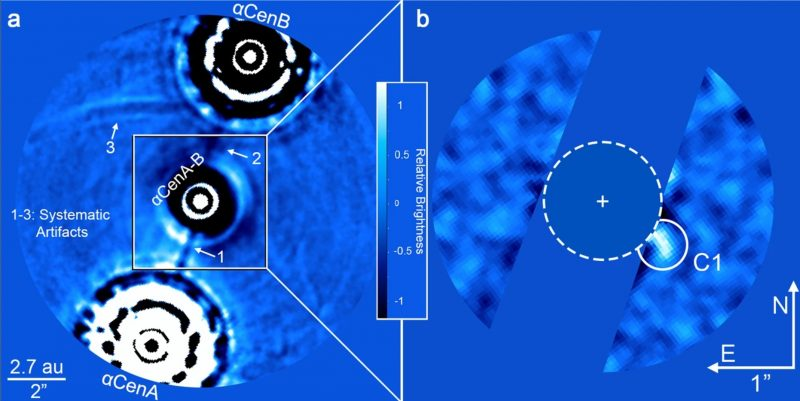 a
αCenB
3
2
αCenA-B
1-3: Systematic
Artifacts
1
2.7 au
2”
αCenA
1
0.5
0
-0.5
-1
Relative Brightness
b
C1
N
E
1”